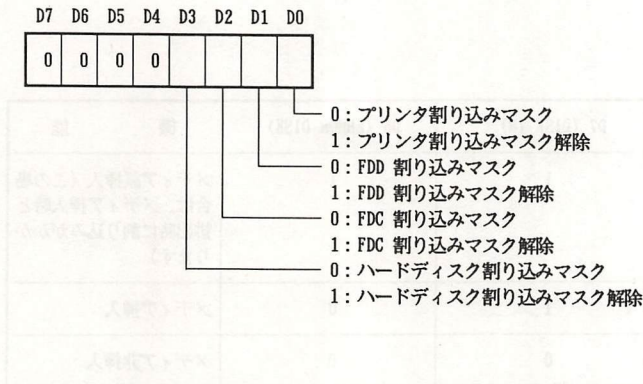 D7 D6 D5 D4 D3 D2 D1 D0
0 0 0 0
0:プリンタ割り込みマスク
1:プリンタ割り込みマスク解除
0:FDD 割り込みマスク
1:FDD 割り込みマスク解除
0:FDC 割り込みマスク
1:FDC 割り込みマスク解除
0:ハードディスク割り込みマスク
1:ハードディスク割り込みマスク解除